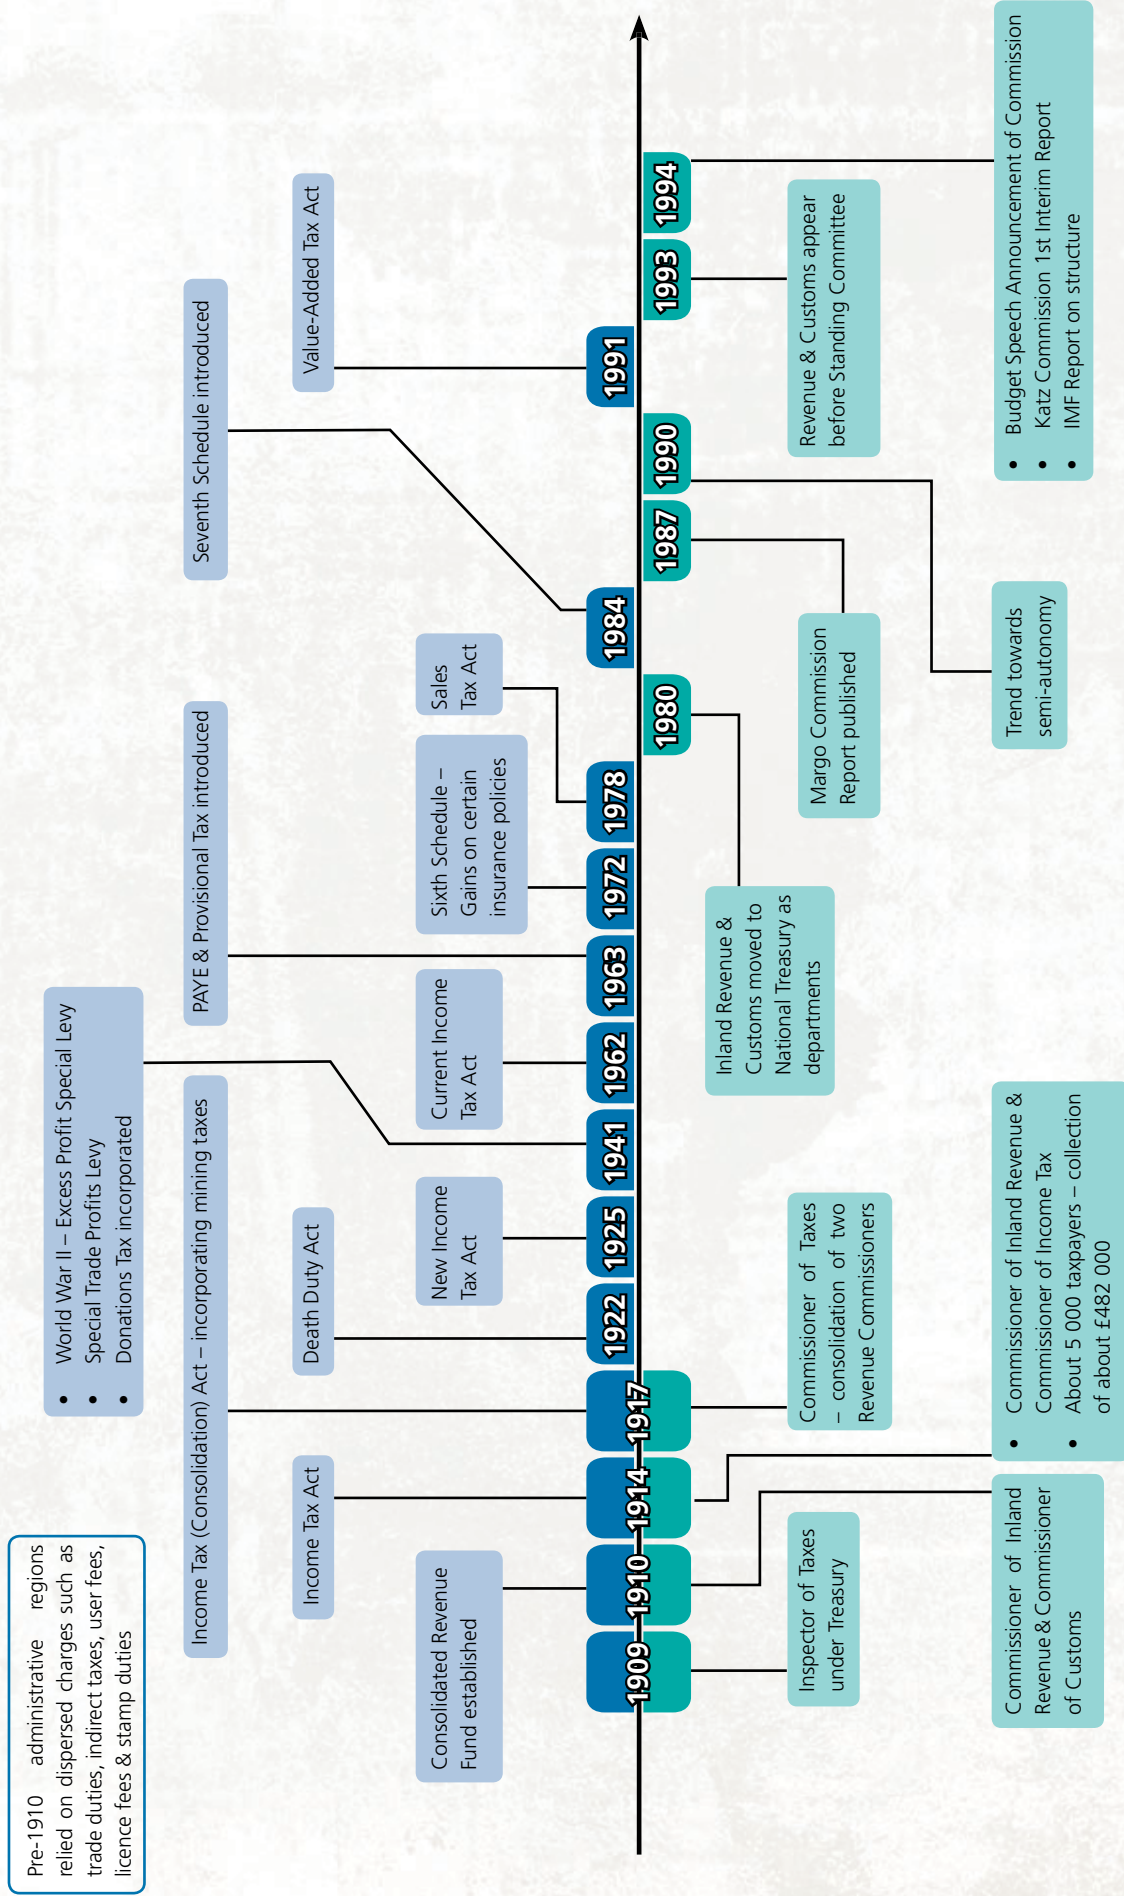 Pre-1910 administrative regions
relied on dispersed charges such as
trade duties, indirect taxes, user fees,
licence fees & stamp duties
• World War II – Excess Profit Special Levy
• Special Trade Profits Levy
• Donations Tax incorporated
Income Tax (Consolidation) Act – incorporating mining taxes
PAYE & Provisional Tax introduced
Seventh Schedule introduced
Income Tax Act
Death Duty Act
Value-Added Tax Act
Consolidated Revenue
Fund established
New Income
Tax Act
Current Income
Tax Act
Sixth Schedule –
Gains on certain
insurance policies
Sales
Tax Act
1909
1910
1914
1917
1922
1925
1941
1962
1963
1972
1978
1980
1984
1987
1990
1991
1993
1994
Inland Revenue &
Customs moved to
National Treasury as
departments
Inspector of Taxes
under Treasury
Commissioner of Taxes
– consolidation of two
Revenue Commissioners
Margo Commission
Report published
Revenue & Customs appear
before Standing Committee
Commissioner of Inland
Revenue & Commissioner
of Customs
• Commissioner of Inland Revenue &
Commissioner of Income Tax
• About 5 000 taxpayers – collection
of about £482 000
Trend towards
semi-autonomy
• Budget Speech Announcement of Commission
• Katz Commission 1st Interim Report
• IMF Report on structure